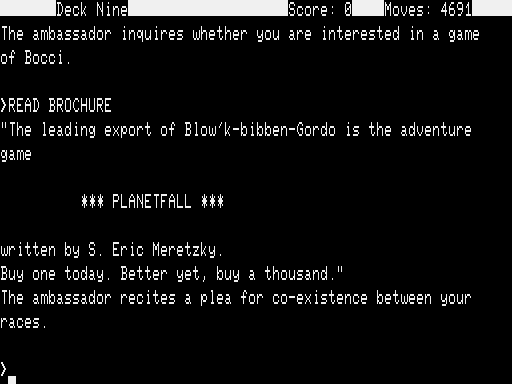 Deck Nine Score: 0 Moves: 4691
The ambassador inquires whether you are interested in a game
of Bocci.
>READ BROCHURE
"The leading export of Blow'k-bibben-Gordo is the adventure
game
*** PLANETFALL ***
written by S. Eric Meretzky.
Buy one today. Better yet, buy a thousand."
The ambassador recites a plea for co-existence between your
races.
>